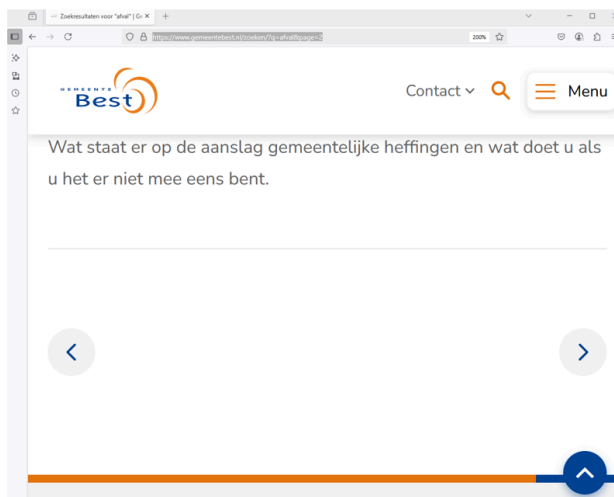 Zoekresultaten voor "afval" | Ge
https://www.gemeentebest.nl/zoeken/?q=afval&page=2
200%
GEMEENTE
Best
Contact
Menu
Wat staat er op de aanslag gemeentelijke heffingen en wat doet u als
u het er niet mee eens bent.